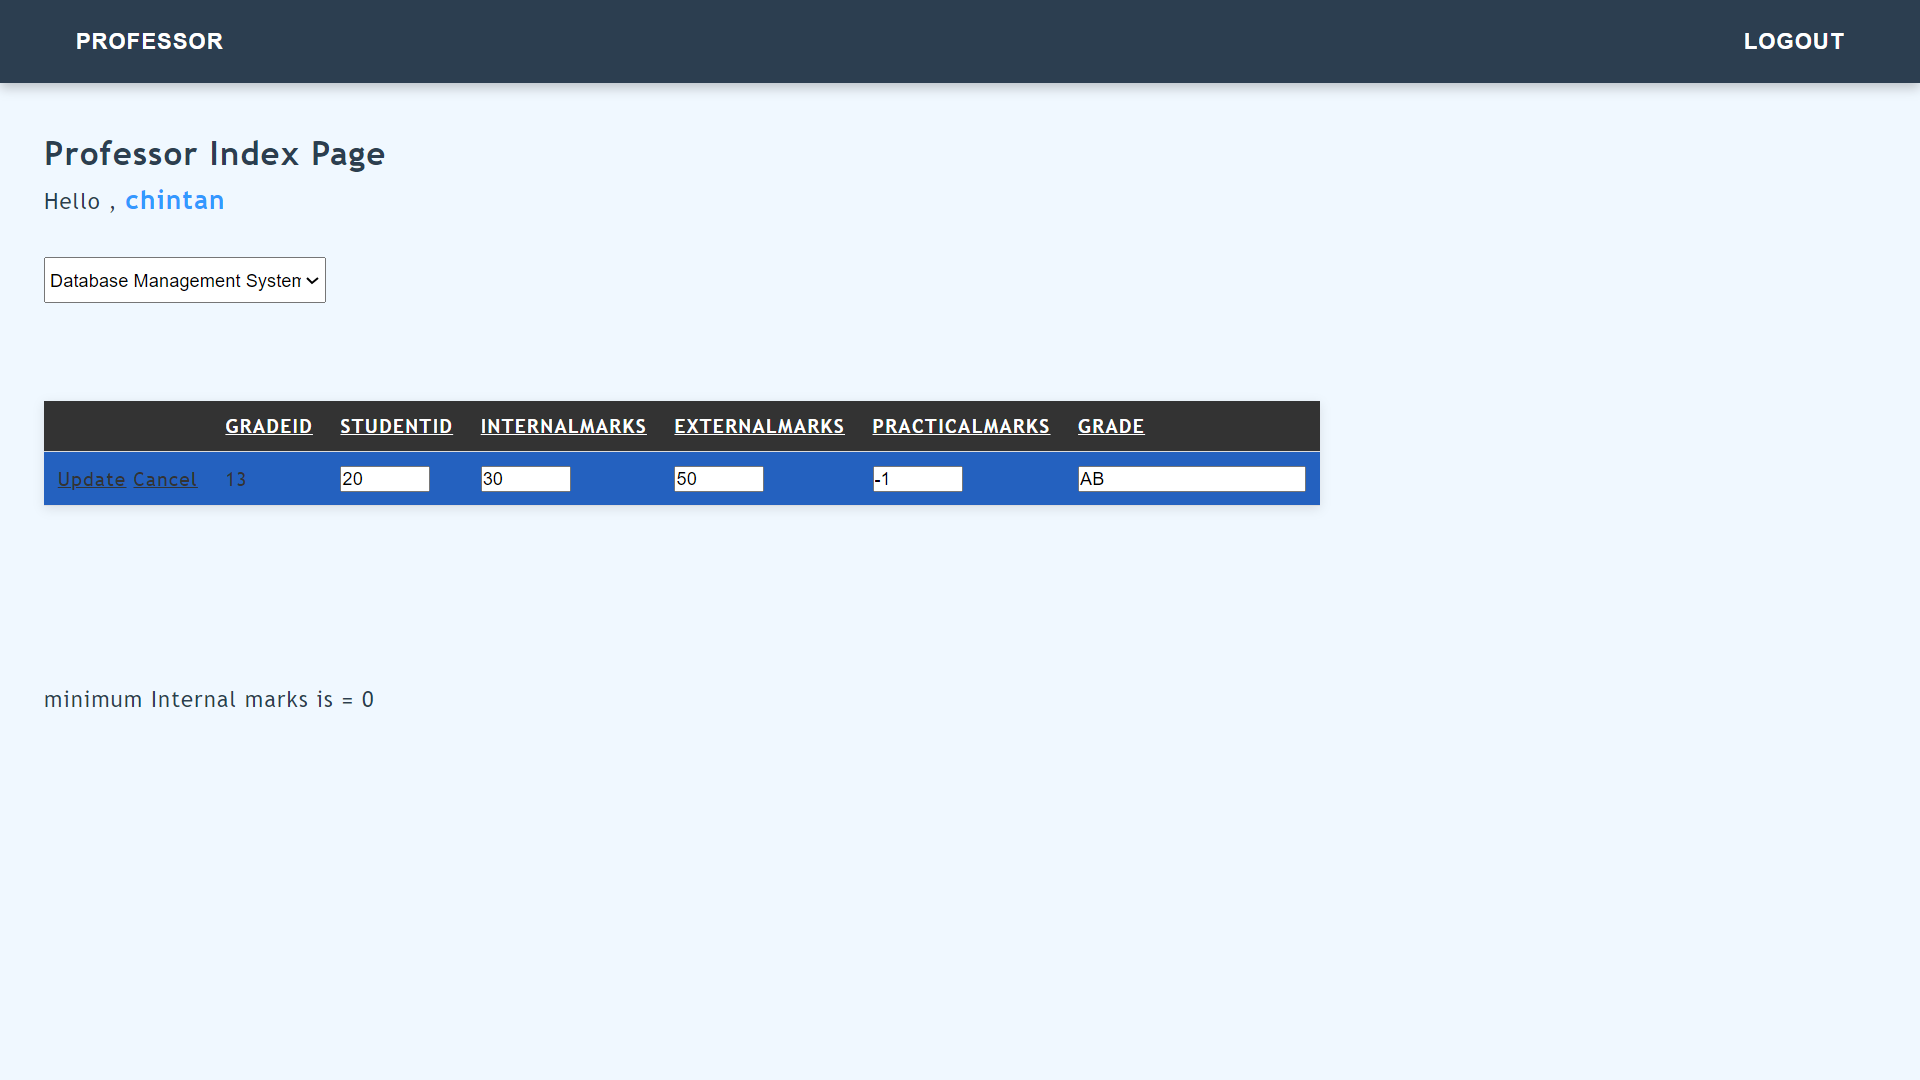 PROFESSOR LOGOUT
Professor Index Page
Hello , chintan
Database Management System
GRADEID STUDENTID INTERNALMARKS EXTERNALMARKS PRACTICALMARKS GRADE
Update Cancel 13 20 30 50 -1 AB
minimum Internal marks is = 0